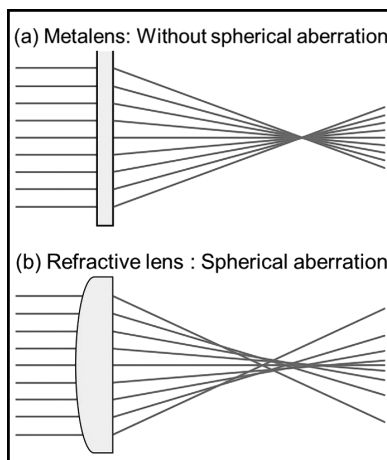 (a) Metalens: Without spherical aberration
(b) Refractive lens : Spherical aberration